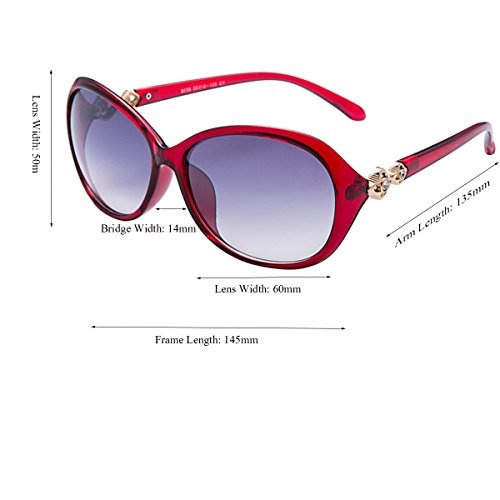 Lens Width: 50m
Bridge Width: 14mm
Lens Width: 60mm
Arm Length: 135mm
Frame Length: 145mm